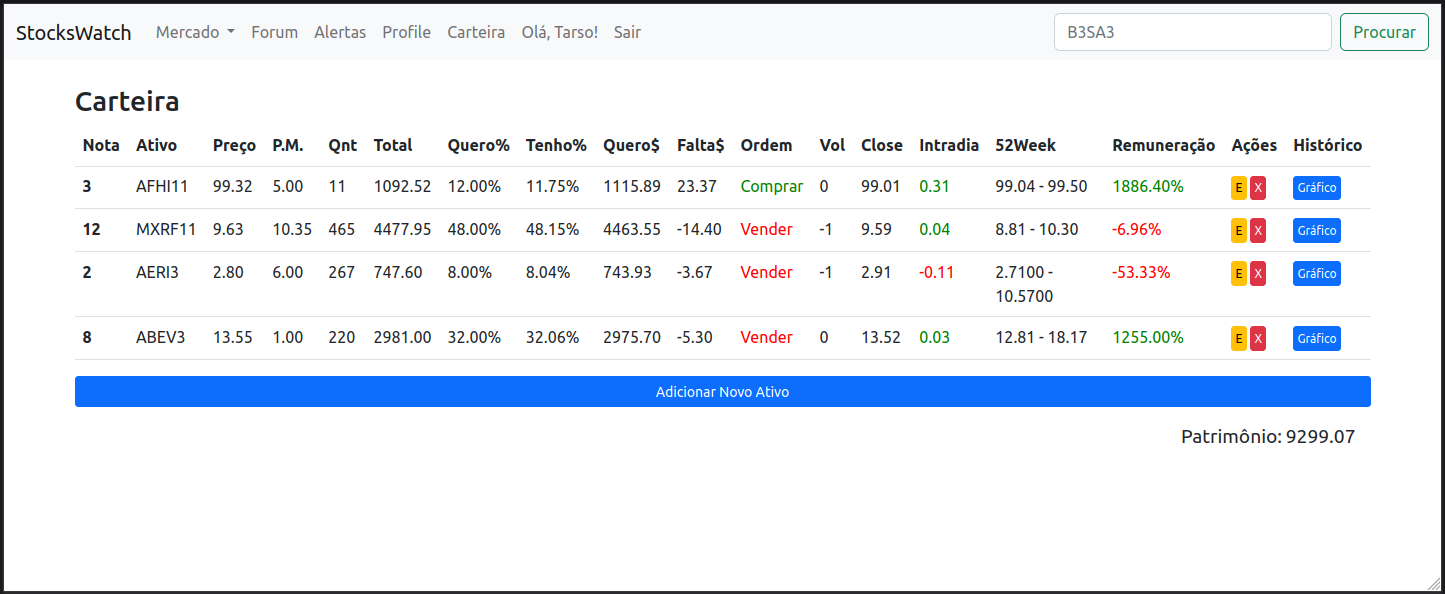 StocksWatch Mercado Forum Alertas Profile Carteira Olá, Tarso! Sair B3SA3 Procurar
Carteira
Nota Ativo Preço P.M. Qnt Total Quero% Tenho% Quero$ Falta$ Ordem Vol Close Intradia 52Week Remuneração Ações Histórico
3 AFHI11 99.32 5.00 11 1092.52 12.00% 11.75% 1115.89 23.37 Comprar 0 99.01 0.31 99.04 - 99.50 1886.40% E X Gráfico
12 MXRF11 9.63 10.35 465 4477.95 48.00% 48.15% 4463.55 -14.40 Vender -1 9.59 0.04 8.81 - 10.30 -6.96% E X Gráfico
2 AERI3 2.80 6.00 267 747.60 8.00% 8.04% 743.93 -3.67 Vender -1 2.91 -0.11 2.7100 - -53.33% E X Gráfico
10.5700
8 ABEV3 13.55 1.00 220 2981.00 32.00% 32.06% 2975.70 -5.30 Vender 0 13.52 0.03 12.81 - 18.17 1255.00% E X Gráfico
Adicionar Novo Ativo
Patrimônio: 9299.07